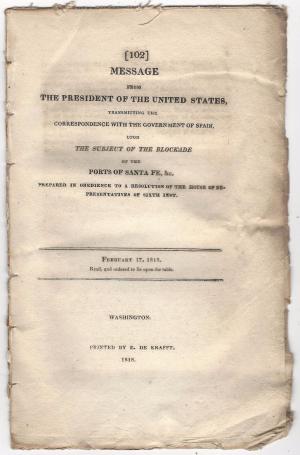 [102]
MESSAGE
FROM
THE PRESIDENT OF THE UNITED STATES,
TRANSMITTING THE
CORRESPONDENCE WITH THE GOVERNMENT OF SPAIN,
UPON
THE SUBJECT OF THE BLOCKADE
OF THE
PORTS OF SANTA FE, &c.
PREPARED IN OBEDIENCE TO A RESOLUTION OF THE HOUSE OF RE-
PRESENTATIVES OF SIXTH INST.
FEBRUARY 17, 1818.
Read, and ordered to lie upon the table.
WASHINGTON:
PRINTED BY E. DE KRAFFT.
1818.